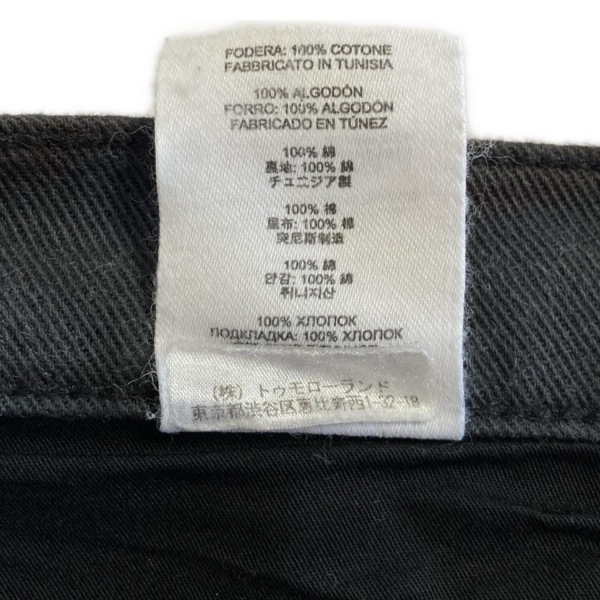 FODERA: 100% COTONE
FABBRICATO IN TUNISIA
100% ALGODÓN
FORRO: 100% ALGODÓN
FABRICADO EN TÚNEZ
100% 綿
裏地: 100% 綿
チュニジア製
100% 棉
里布: 100% 棉
突尼斯制造
100% 綿
안감: 100% 綿
튀니지산
100% ХЛОПОК
ПОДКЛАДКА: 100% ХЛОПОК
(株) トゥモローランド
東京都渋谷区恵比新西1-32-18